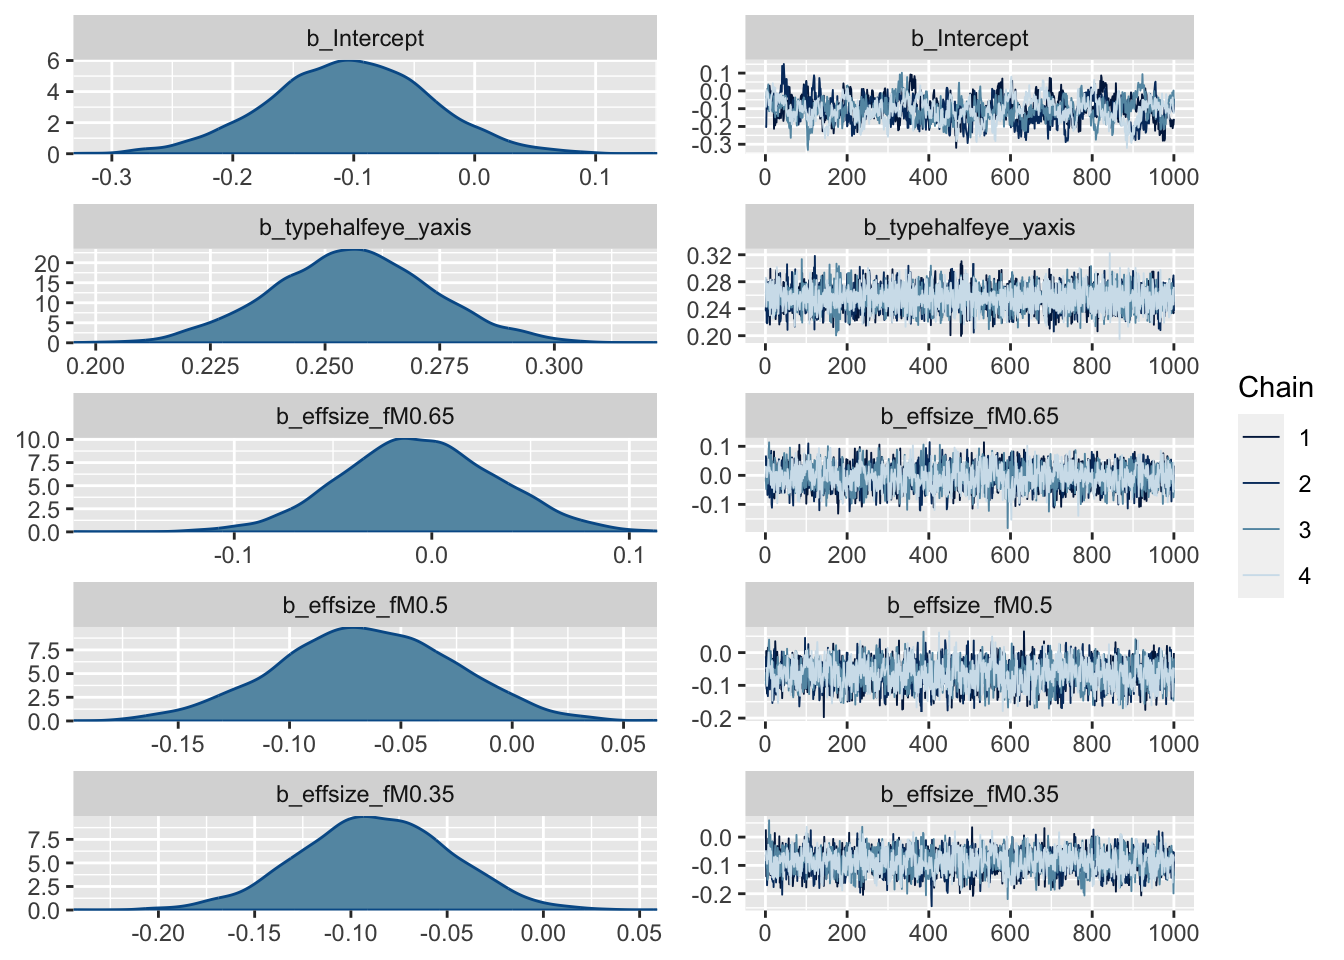 b_Intercept
6
4
2
0
-0.3 -0.2 -0.1 0.0 0.1
b_Intercept
0.1
0.0
-0.1
-0.2
-0.3
0 200 400 600 800 1000
b_typehalfeye_yaxis
20
15
10
5
0
0.200 0.225 0.250 0.275 0.300
b_typehalfeye_yaxis
0.32
0.28
0.24
0.20
0 200 400 600 800 1000
b_effsize_fM0.65
10.0
7.5
5.0
2.5
0.0
-0.1 0.0 0.1
b_effsize_fM0.65
0.1
0.0
-0.1
0 200 400 600 800 1000
b_effsize_fM0.5
7.5
5.0
2.5
0.0
-0.15 -0.10 -0.05 0.00 0.05
b_effsize_fM0.5
0.0
-0.1
-0.2
0 200 400 600 800 1000
b_effsize_fM0.35
7.5
5.0
2.5
0.0
-0.20 -0.15 -0.10 -0.05 0.00 0.05
b_effsize_fM0.35
0.0
-0.1
-0.2
0 200 400 600 800 1000
Chain
1
2
3
4